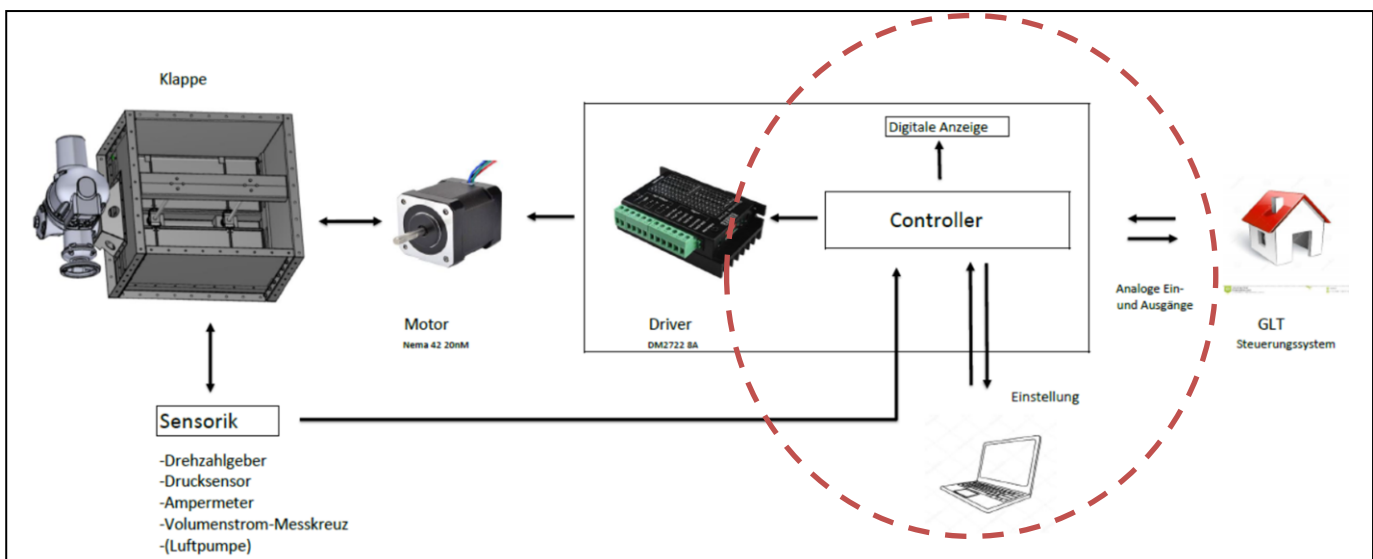 Klappe
Digitale Anzeige
Controller
Analoge Ein-
und Ausgänge
Motor
Nema 42 20nM
Driver
DM2722 8A
GLT
Steuerungssystem
Einstellung
Sensorik
-Drehzahlgeber
-Drucksensor
-Ampermeter
-Volumenstrom-Messkreuz
-(Luftpumpe)